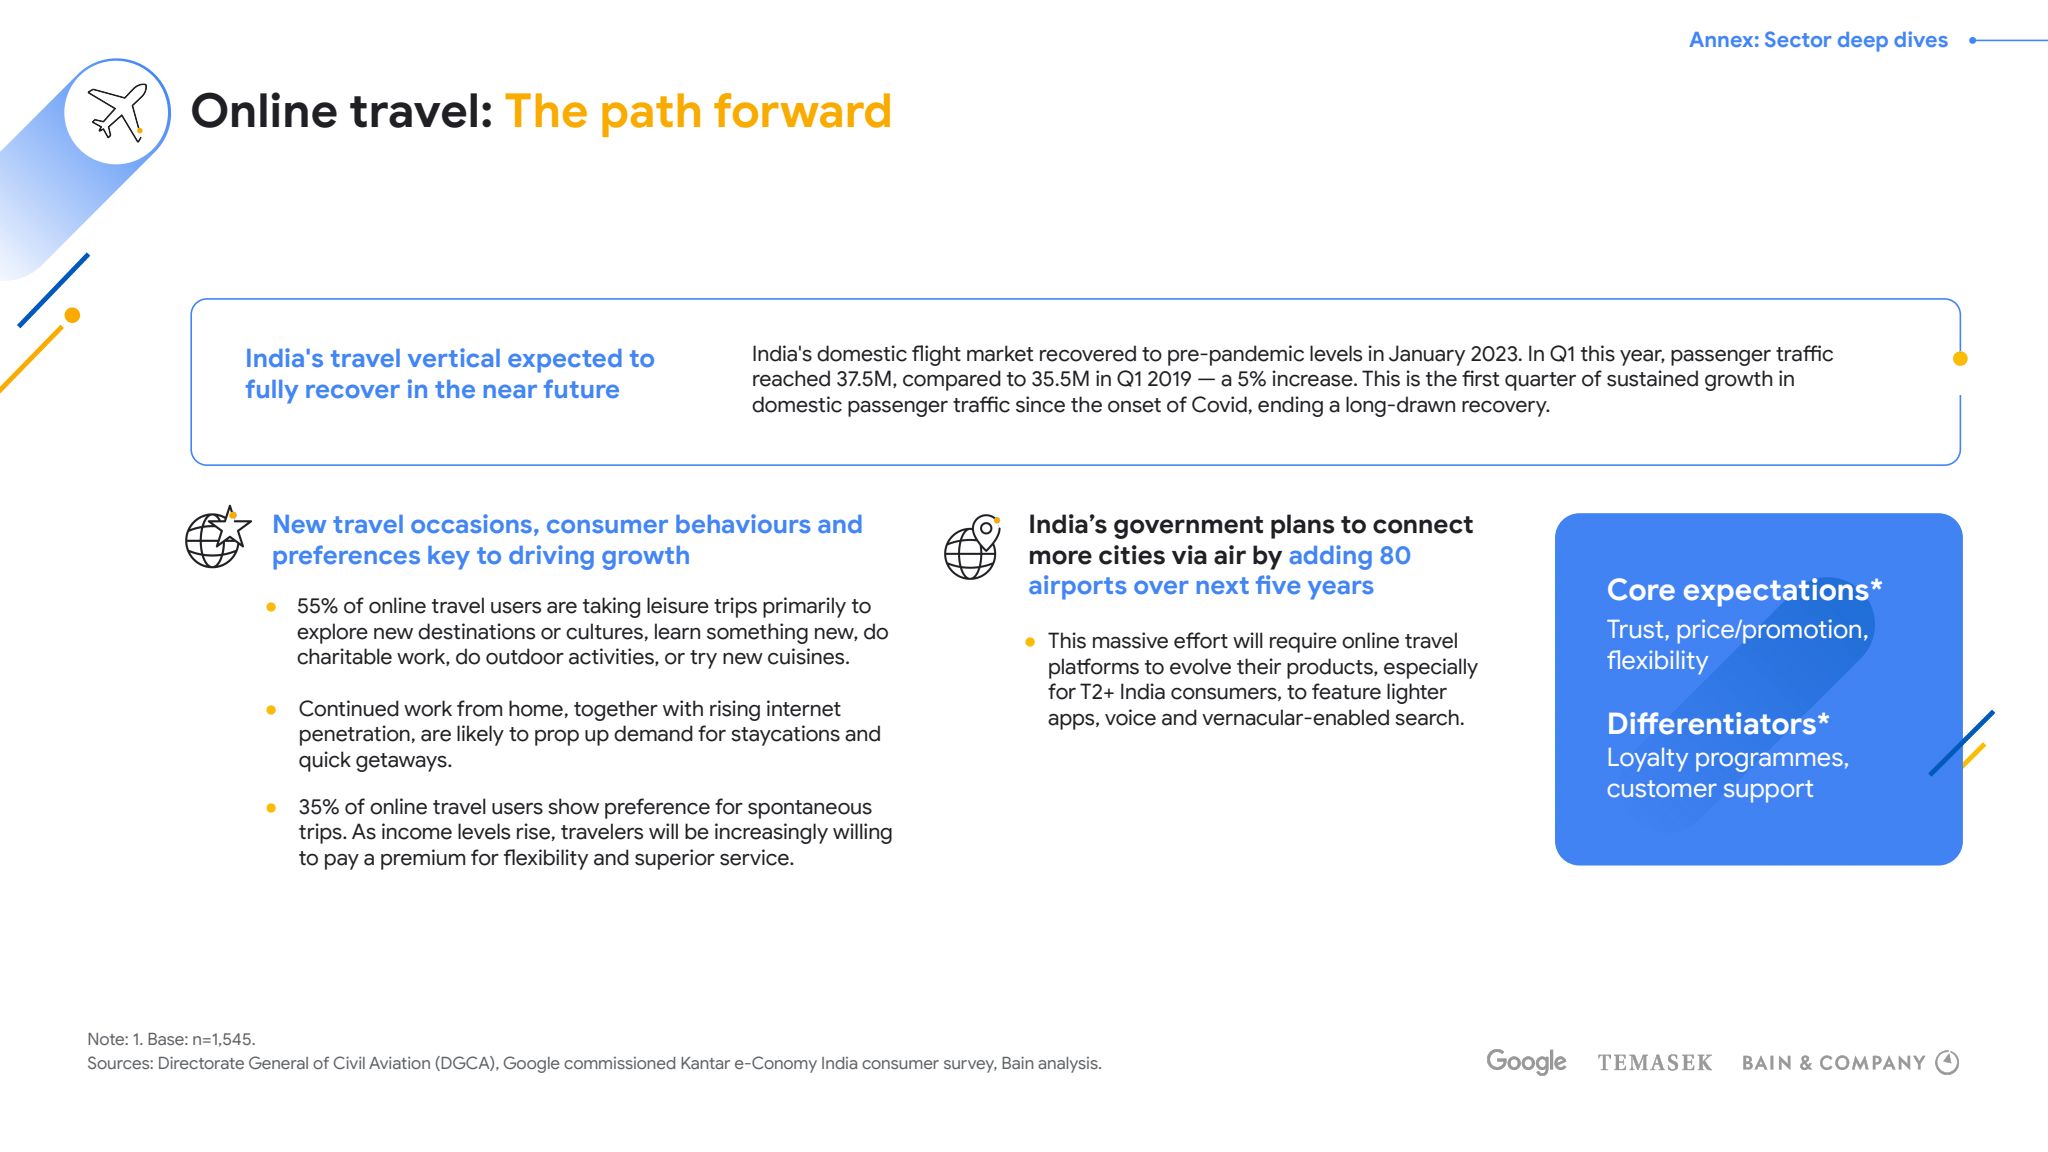 Annex: Sector deep dives
Online travel: The path forward
India's travel vertical expected to
fully recover in the near future
India's domestic flight market recovered to pre-pandemic levels in January 2023. In Q1 this year, passenger traffic
reached 37.5M, compared to 35.5M in Q1 2019 — a 5% increase. This is the first quarter of sustained growth in
domestic passenger traffic since the onset of Covid, ending a long-drawn recovery.
New travel occasions, consumer behaviours and
preferences key to driving growth
55% of online travel users are taking leisure trips primarily to
explore new destinations or cultures, learn something new, do
charitable work, do outdoor activities, or try new cuisines.
Continued work from home, together with rising internet
penetration, are likely to prop up demand for staycations and
quick getaways.
35% of online travel users show preference for spontaneous
trips. As income levels rise, travelers will be increasingly willing
to pay a premium for flexibility and superior service.
India’s government plans to connect
more cities via air by adding 80
airports over next five years
This massive effort will require online travel
platforms to evolve their products, especially
for T2+ India consumers, to feature lighter
apps, voice and vernacular-enabled search.
Core expectations*
Trust, price/promotion,
flexibility
Differentiators*
Loyalty programmes,
customer support
Note: 1. Base: n=1,545.
Sources: Directorate General of Civil Aviation (DGCA), Google commissioned Kantar e-Conomy India consumer survey, Bain analysis.
Google TEMASEK BAIN & COMPANY